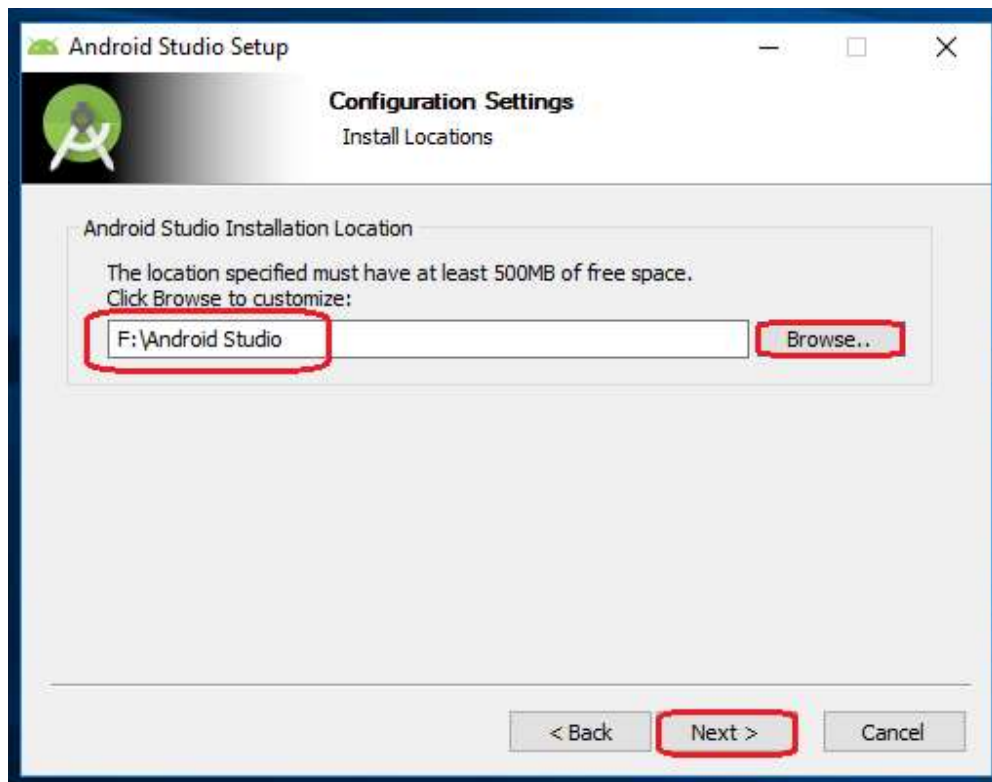 Android Studio Setup
Configuration Settings
Install Locations
Android Studio Installation Location
The location specified must have at least 500MB of free space.
Click Browse to customize:
F:\Android Studio
Browse..
< Back
Next >
Cancel